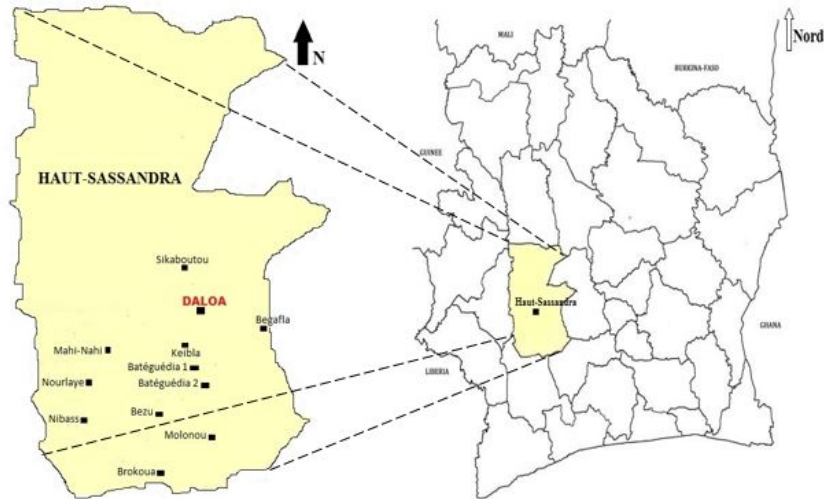 N
HAUT-SASSANDRA
Sikaboutou
DALOA
Begafla
Mahi-Nahi
Keibla
Batéguédia 1
Nourlaye
Batéguédia 2
Nibass
Bezu
Molonou
Brokoua
Nord
MALI
BURKINA-FASO
GUINEE
Haut-Sassandra
GHANA
LIBERIA